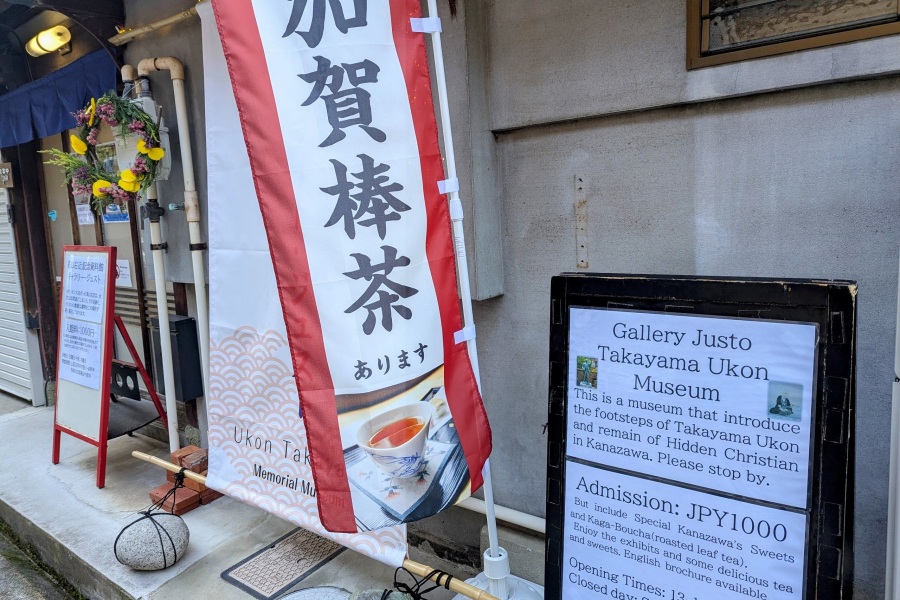 加賀棒茶
あります
Ukon Tak
Memorial Mu
Gallery Justo
Takayama Ukon
Museum
This is a museum that introduce
the footsteps of Takayama Ukon
and remain of Hidden Christian
in Kanazawa. Please stop by.
Admission: JPY1000
But include Special Kanazawa's Sweets
and Kaga-Boucha(roasted leaf tea).
Enjoy the exhibits and some delicious tea
and sweets. English brochure available
Opening Times: 13
Closed day: